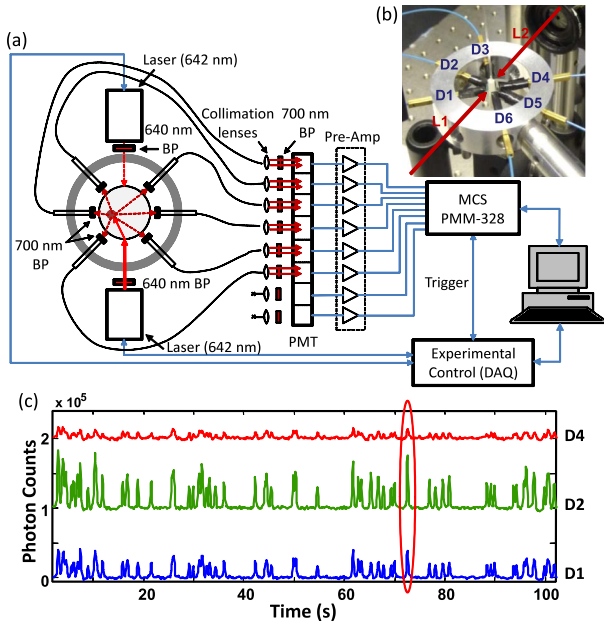 (a)
Laser (642 nm)
640 nm
BP
700 nm
BP
640 nm BP
Laser (642 nm)
Collimation
lenses
700 nm
BP
Pre-Amp
PMT
MCS
PMM-328
Trigger
Experimental
Control (DAQ)
(b)
L2
D3
D2
D4
D1
D5
L1
D6
(c)
x 10^5
Photon Counts
2
1
0
20
40
60
80
100
Time (s)
D4
D2
D1